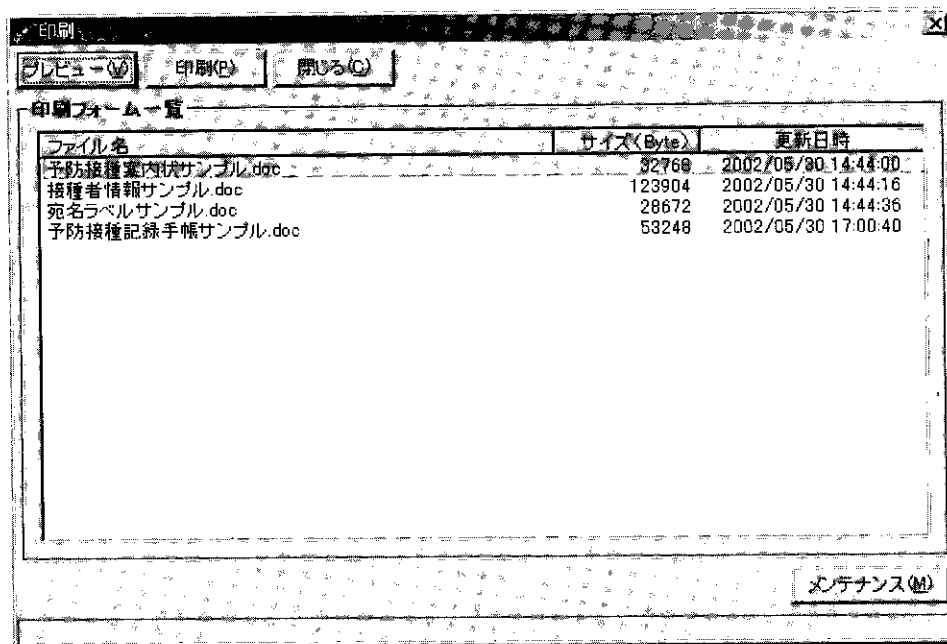 印刷
プレビュー(V) 印刷(P) 閉じる(C)
印刷フォーム一覧
ファイル名 サイズ(Byte) 更新日時
予防接種案内状サンプル.doc 32768 2002/05/30 14:44:00
接種者情報サンプル.doc 123904 2002/05/30 14:44:16
宛名ラベルサンプル.doc 28672 2002/05/30 14:44:36
予防接種記録手帳サンプル.doc 53248 2002/05/30 17:00:40
メンテナンス(M)